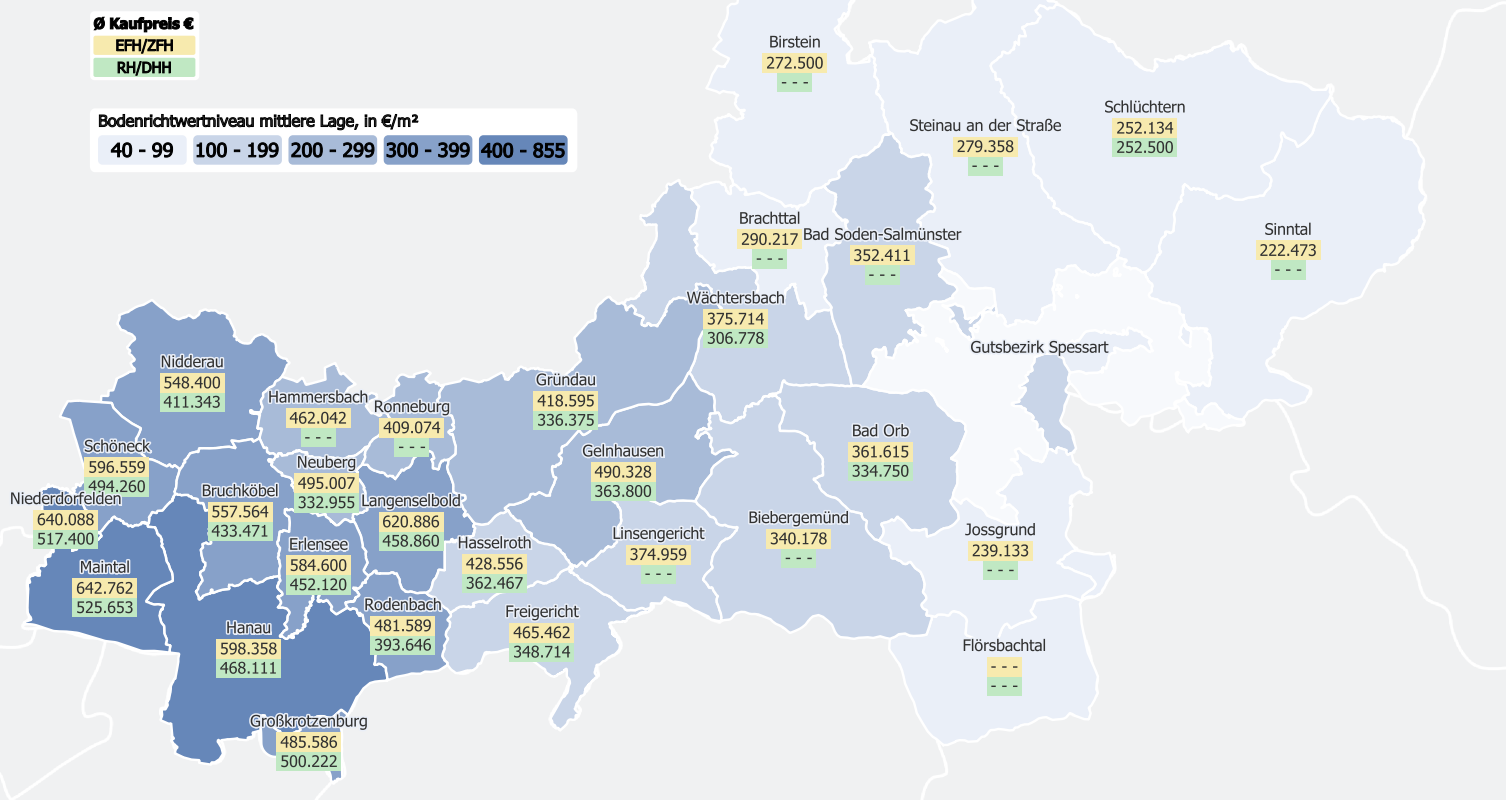 Ø Kaufpreis €
EFH/ZFH
RH/DHH
Bodenrichtwertniveau mittlere Lage, in €/m²
40 - 99
100 - 199
200 - 299
300 - 399
400 - 855
Birstein
272.500
- - -
Steinau an der Straße
279.358
- - -
Schlüchtern
252.134
252.500
Brachttal
290.217
- - -
Bad Soden-Salmünster
352.411
- - -
Sinntal
222.473
- - -
Wächtersbach
375.714
306.778
Gutsbezirk Spessart
Nidderau
548.400
411.343
Hammersbach
462.042
- - -
Ronneburg
409.074
- - -
Gründau
418.595
336.375
Schöneck
596.559
494.260
Neuberg
495.007
332.955
Gelnhausen
490.328
363.800
Bad Orb
361.615
334.750
Niederdorfelden
640.088
517.400
Bruchköbel
557.564
433.471
Langenselbold
620.886
458.860
Maintal
642.762
525.653
Erlensee
584.600
452.120
Hasselroth
428.556
362.467
Linsengericht
374.959
- - -
Biebergemünd
340.178
- - -
Jossgrund
239.133
- - -
Hanau
598.358
468.111
Rodenbach
481.589
393.646
Freigericht
465.462
348.714
Flörsbachtal
- - -
- - -
Großkrotzenburg
485.586
500.222